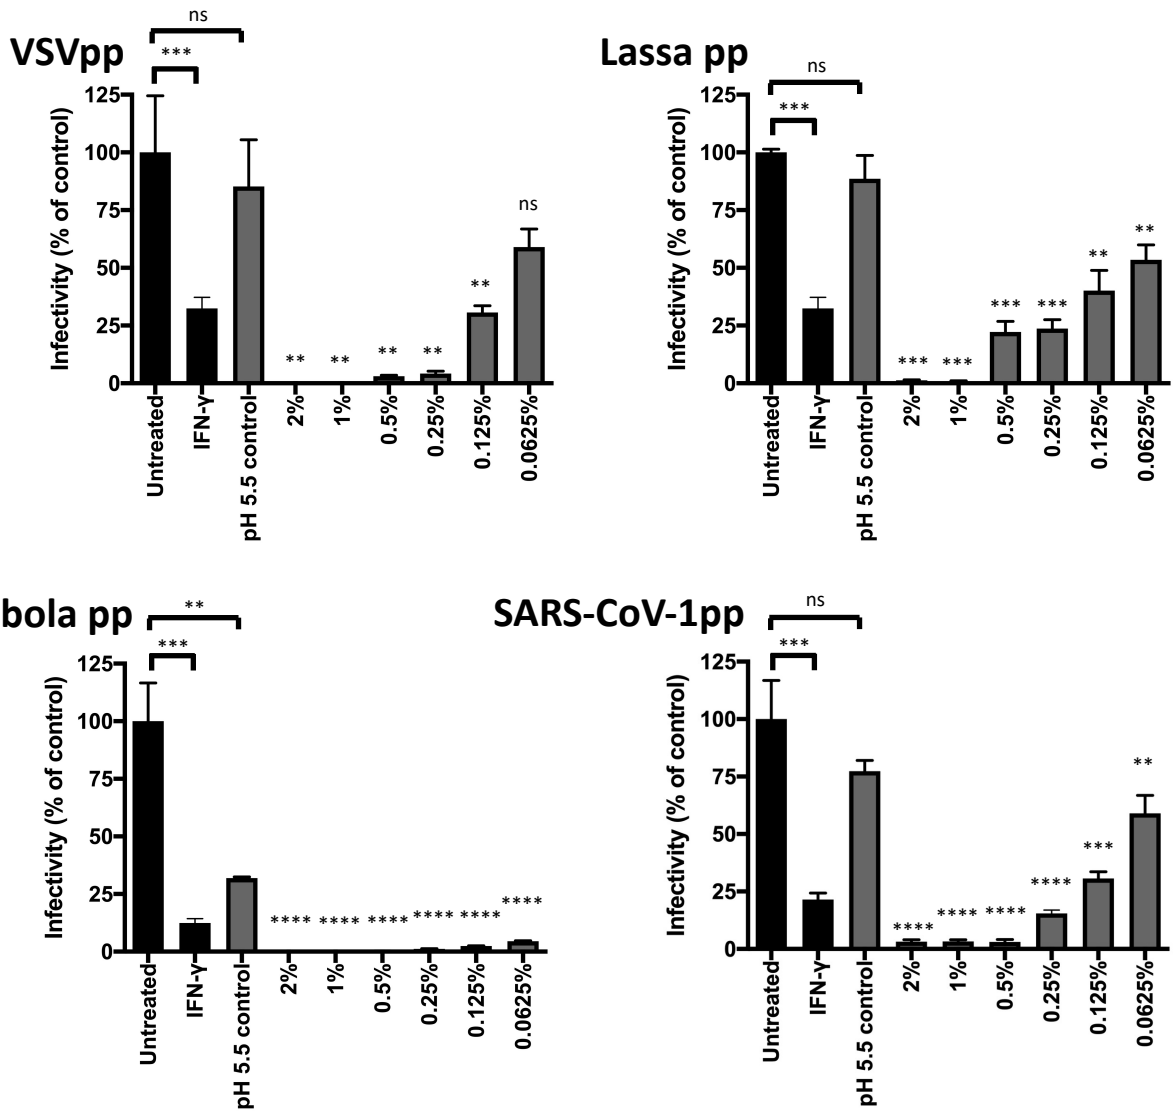 ns
VSVpp
***
Infectivity (% of control)
125
100
75
50
25
0
** ** ** ** ** ns
Untreated
IFN-γ
pH 5.5 control
2%
1%
0.5%
0.25%
0.125%
0.0625%
Lassa pp
ns
***
Infectivity (% of control)
125
100
75
50
25
0
*** *** *** *** ** **
Untreated
IFN-γ
pH 5.5 control
2%
1%
0.5%
0.25%
0.125%
0.0625%
bola pp
**
***
Infectivity (% of control)
125
100
75
50
25
0
**** **** **** **** **** ****
Untreated
IFN-γ
pH 5.5 control
2%
1%
0.5%
0.25%
0.125%
0.0625%
SARS-CoV-1pp
ns
***
Infectivity (% of control)
125
100
75
50
25
0
**** **** **** **** *** **
Untreated
IFN-γ
pH 5.5 control
2%
1%
0.5%
0.25%
0.125%
0.0625%